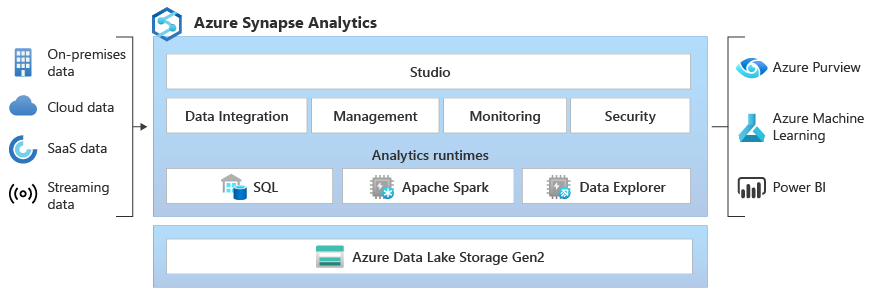 Azure Synapse Analytics
On-premises
data
Cloud data
SaaS data
Streaming
data
Studio
Data Integration
Management
Monitoring
Security
Analytics runtimes
SQL
Apache Spark
Data Explorer
Azure Data Lake Storage Gen2
Azure Purview
Azure Machine
Learning
Power BI